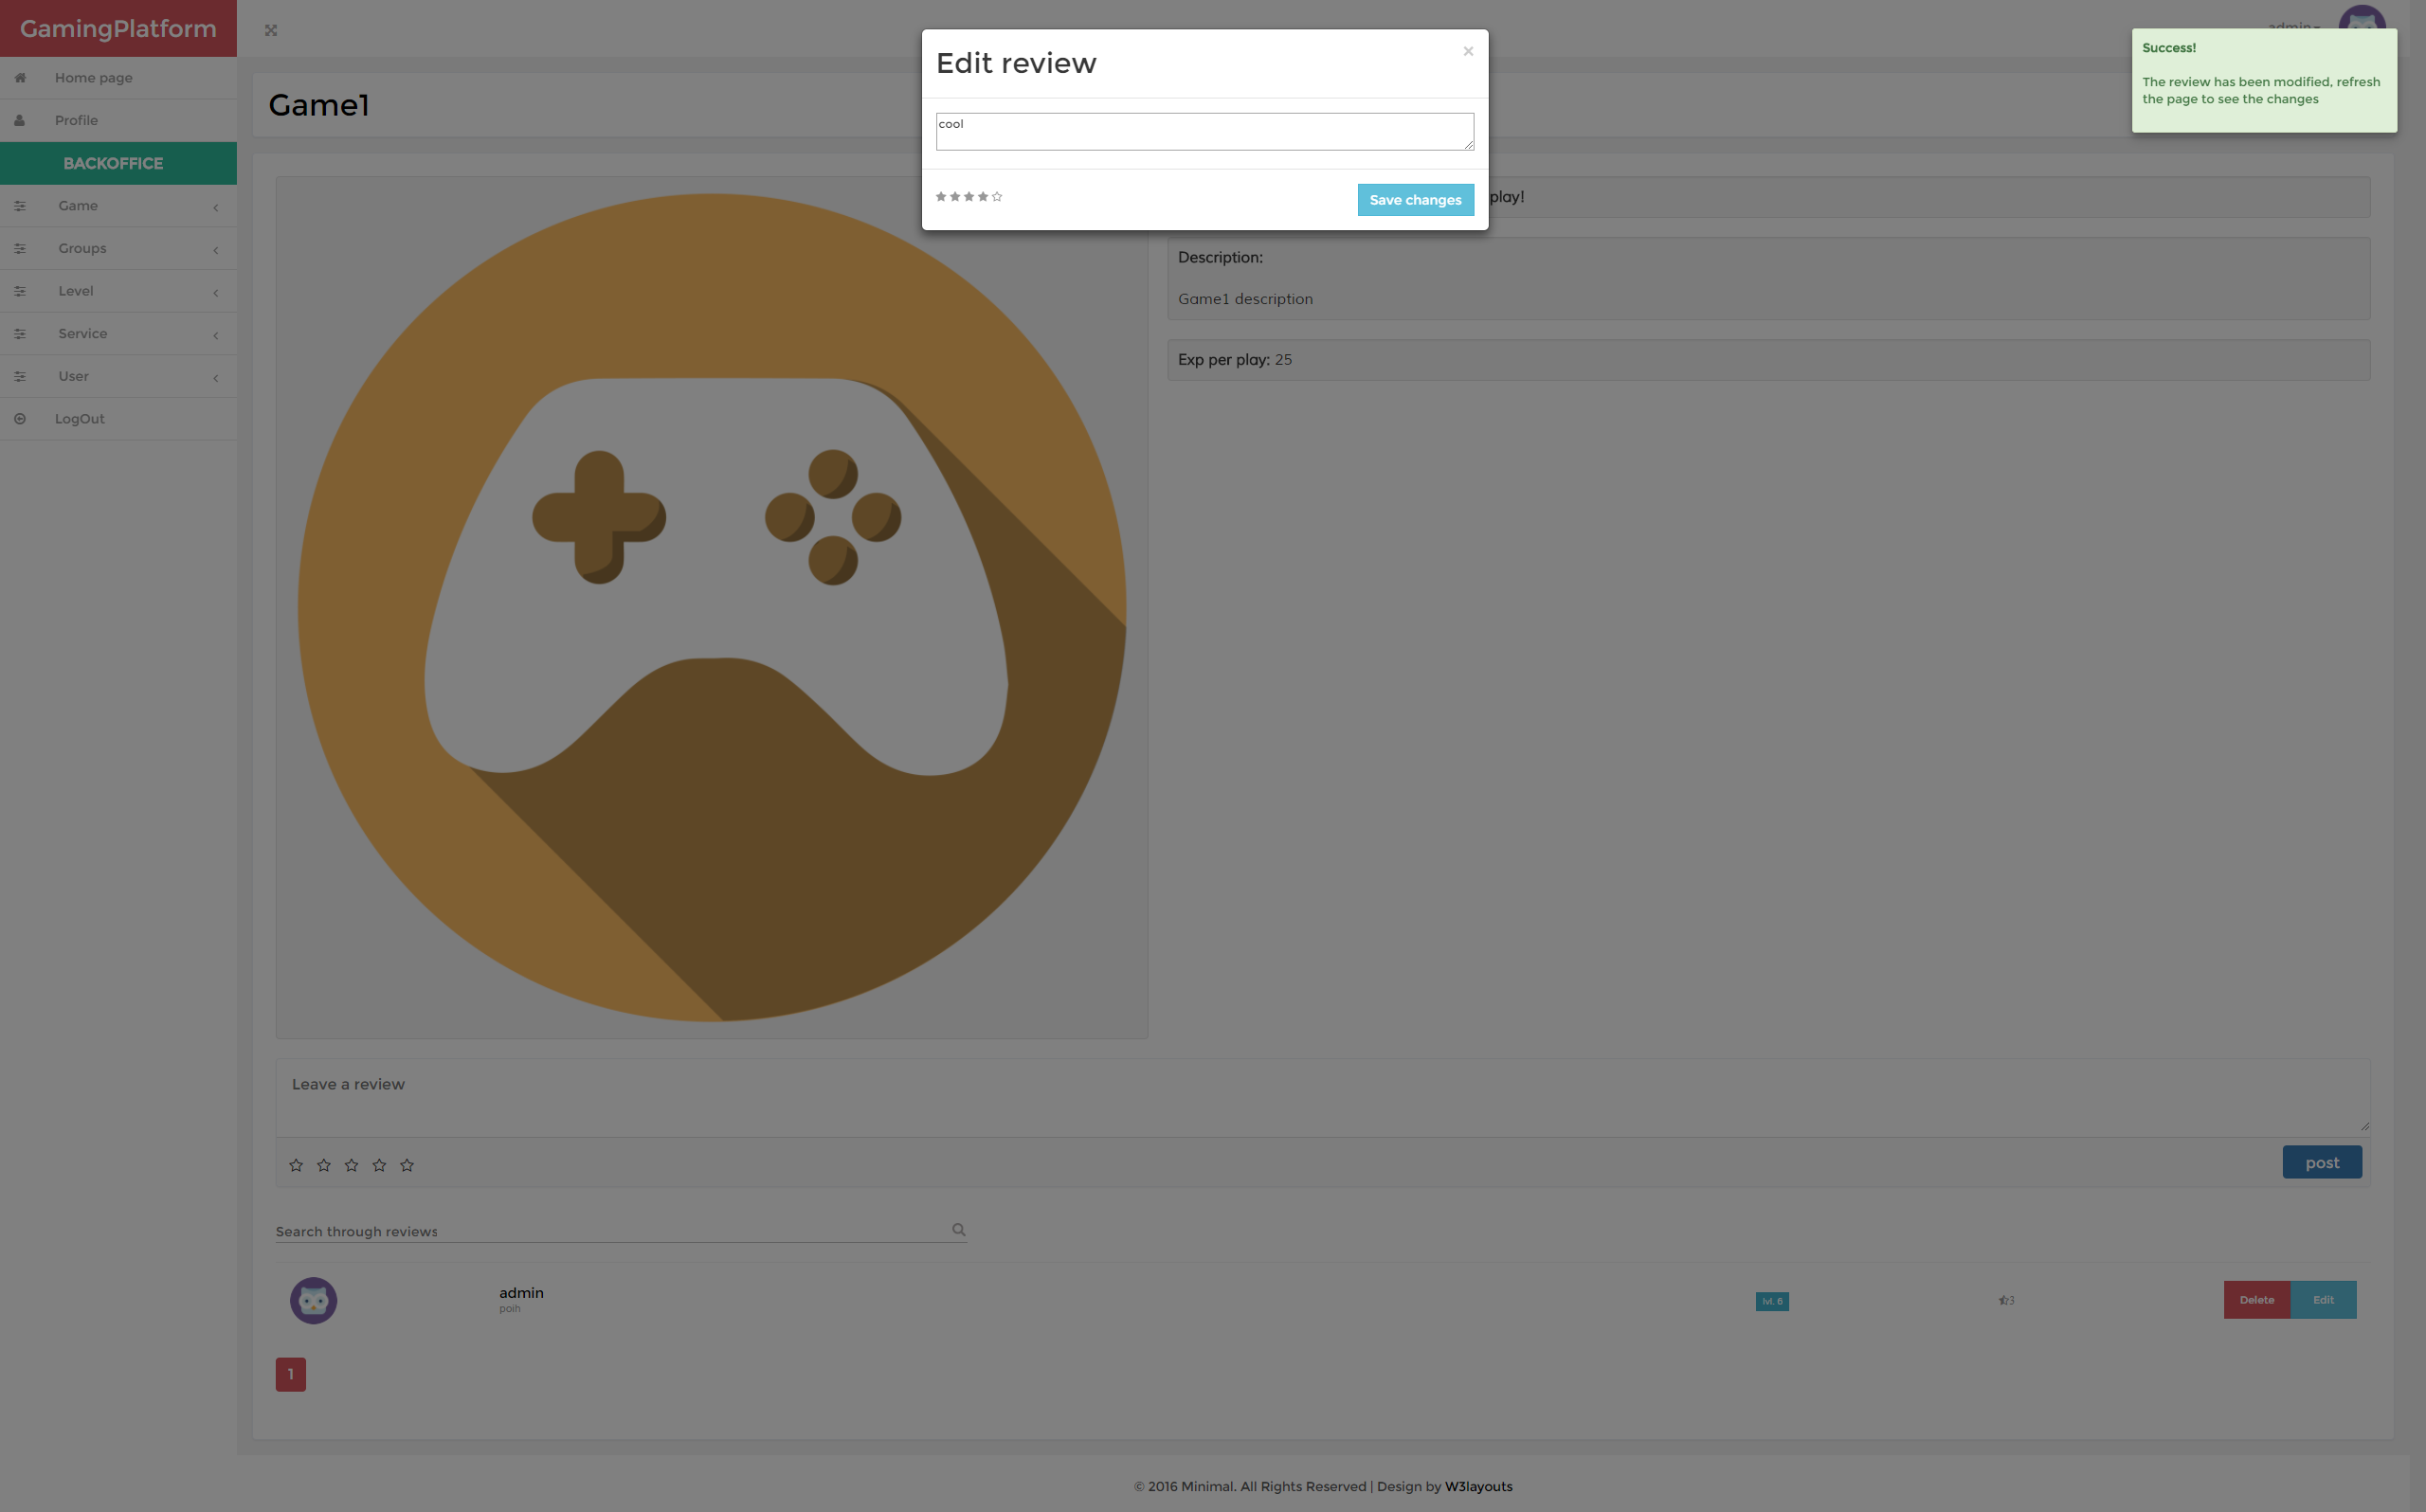 GamingPlatform
Home page
Profile
BACKOFFICE
Game
Groups
Level
Service
User
LogOut
admin
Success!
The review has been modified, refresh
the page to see the changes
Edit review
×
cool
Save changes
Game1
play!
Description:
Game1 description
Exp per play: 25
Leave a review
post
Search through reviews
admin
poih
lvl. 6
3
Delete
Edit
1
© 2016 Minimal. All Rights Reserved | Design by W3layouts